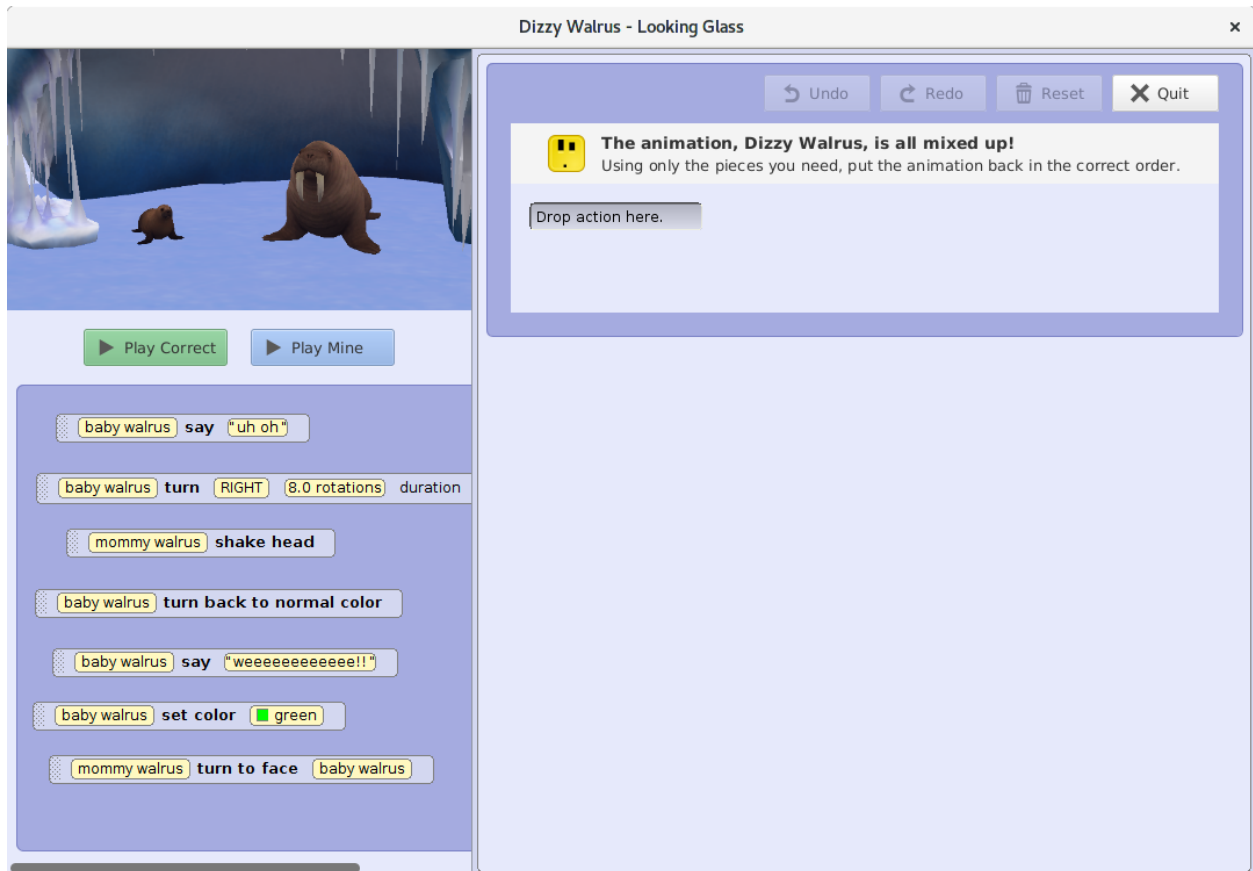 Dizzy Walrus - Looking Glass
Undo Redo Reset Quit
The animation, Dizzy Walrus, is all mixed up!
Using only the pieces you need, put the animation back in the correct order.
Drop action here.
Play Correct Play Mine
baby walrus say "uh oh"
baby walrus turn RIGHT 8.0 rotations duration
mommy walrus shake head
baby walrus turn back to normal color
baby walrus say "weeeeeeeeeeee!!"
baby walrus set color green
mommy walrus turn to face baby walrus